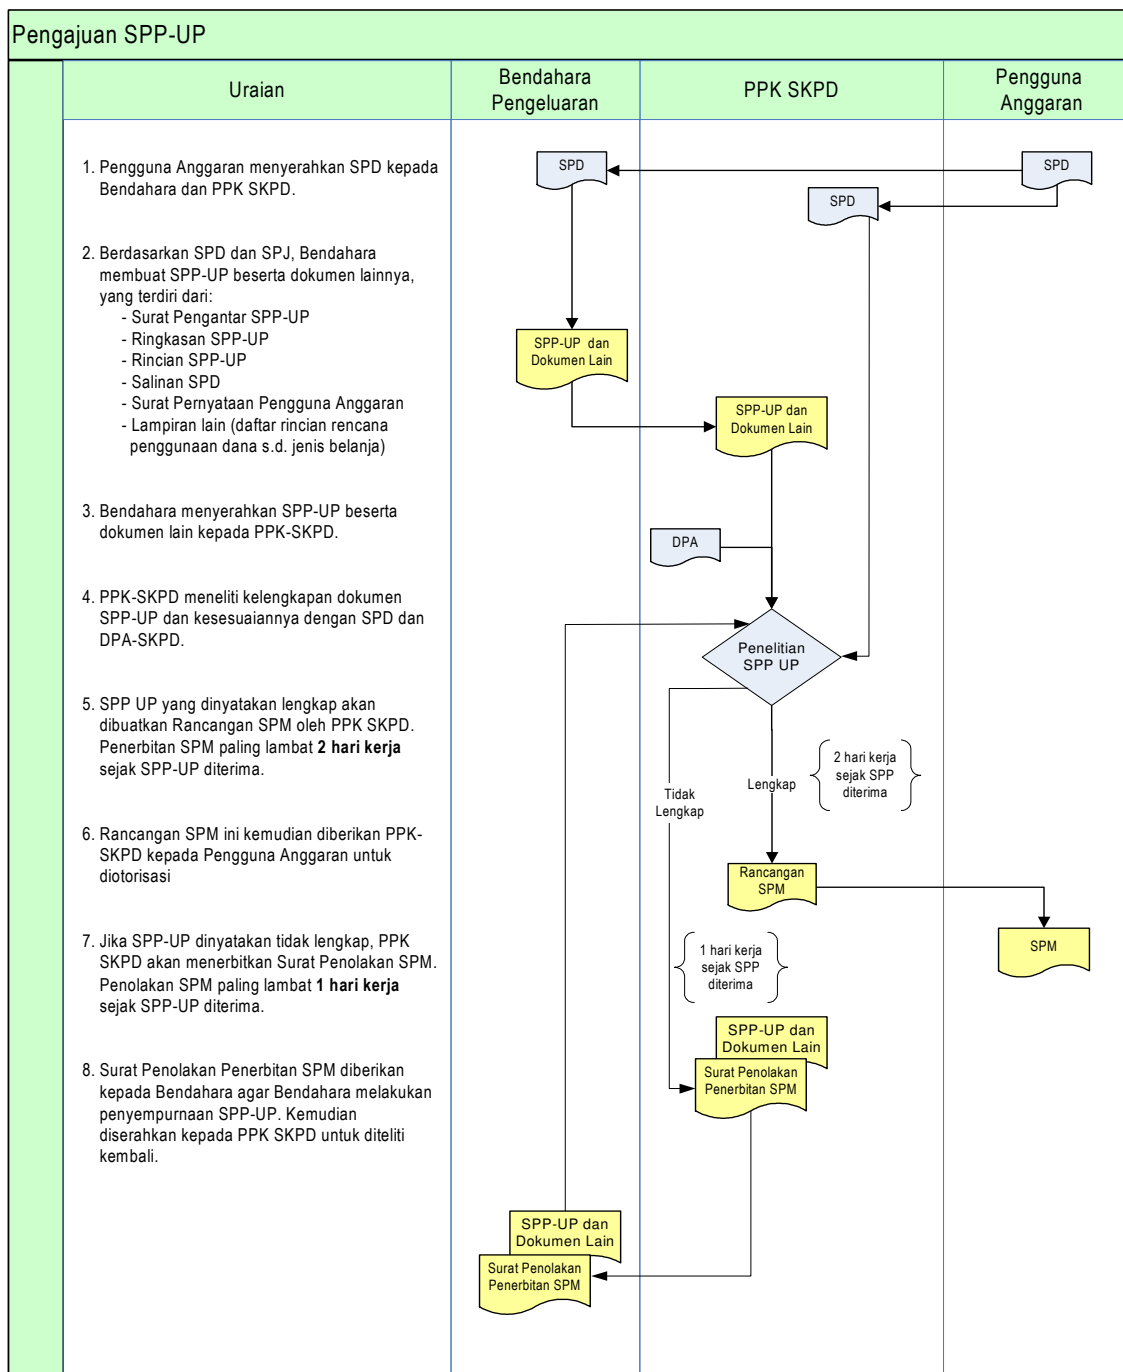 Pengajuan SPP-UP
Uraian
Bendahara
Pengeluaran
PPK SKPD
Pengguna
Anggaran
1. Pengguna Anggaran menyerahkan SPD kepada
Bendahara dan PPK SKPD.
2. Berdasarkan SPD dan SPJ, Bendahara
membuat SPP-UP beserta dokumen lainnya,
yang terdiri dari:
- Surat Pengantar SPP-UP
- Ringkasan SPP-UP
- Rincian SPP-UP
- Salinan SPD
- Surat Pernyataan Pengguna Anggaran
- Lampiran lain (daftar rincian rencana
penggunaan dana s.d. jenis belanja)
3. Bendahara menyerahkan SPP-UP beserta
dokumen lain kepada PPK-SKPD.
4. PPK-SKPD meneliti kelengkapan dokumen
SPP-UP dan kesesuaiannya dengan SPD dan
DPA-SKPD.
5. SPP UP yang dinyatakan lengkap akan
dibuatkan Rancangan SPM oleh PPK SKPD.
Penerbitan SPM paling lambat 2 hari kerja
sejak SPP-UP diterima.
6. Rancangan SPM ini kemudian diberikan PPK-
SKPD kepada Pengguna Anggaran untuk
diotorisasi
7. Jika SPP-UP dinyatakan tidak lengkap, PPK
SKPD akan menerbitkan Surat Penolakan SPM.
Penolakan SPM paling lambat 1 hari kerja
sejak SPP-UP diterima.
8. Surat Penolakan Penerbitan SPM diberikan
kepada Bendahara agar Bendahara melakukan
penyempurnaan SPP-UP. Kemudian
diserahkan kepada PPK SKPD untuk diteliti
kembali.
SPD
SPD
SPD
SPP-UP dan
Dokumen Lain
SPP-UP dan
Dokumen Lain
DPA
Penelitian
SPP UP
Tidak
Lengkap
Lengkap
2 hari kerja
sejak SPP
diterima
Rancangan
SPM
SPM
1 hari kerja
sejak SPP
diterima
SPP-UP dan
Dokumen Lain
Surat Penolakan
Penerbitan SPM
SPP-UP dan
Dokumen Lain
Surat Penolakan
Penerbitan SPM